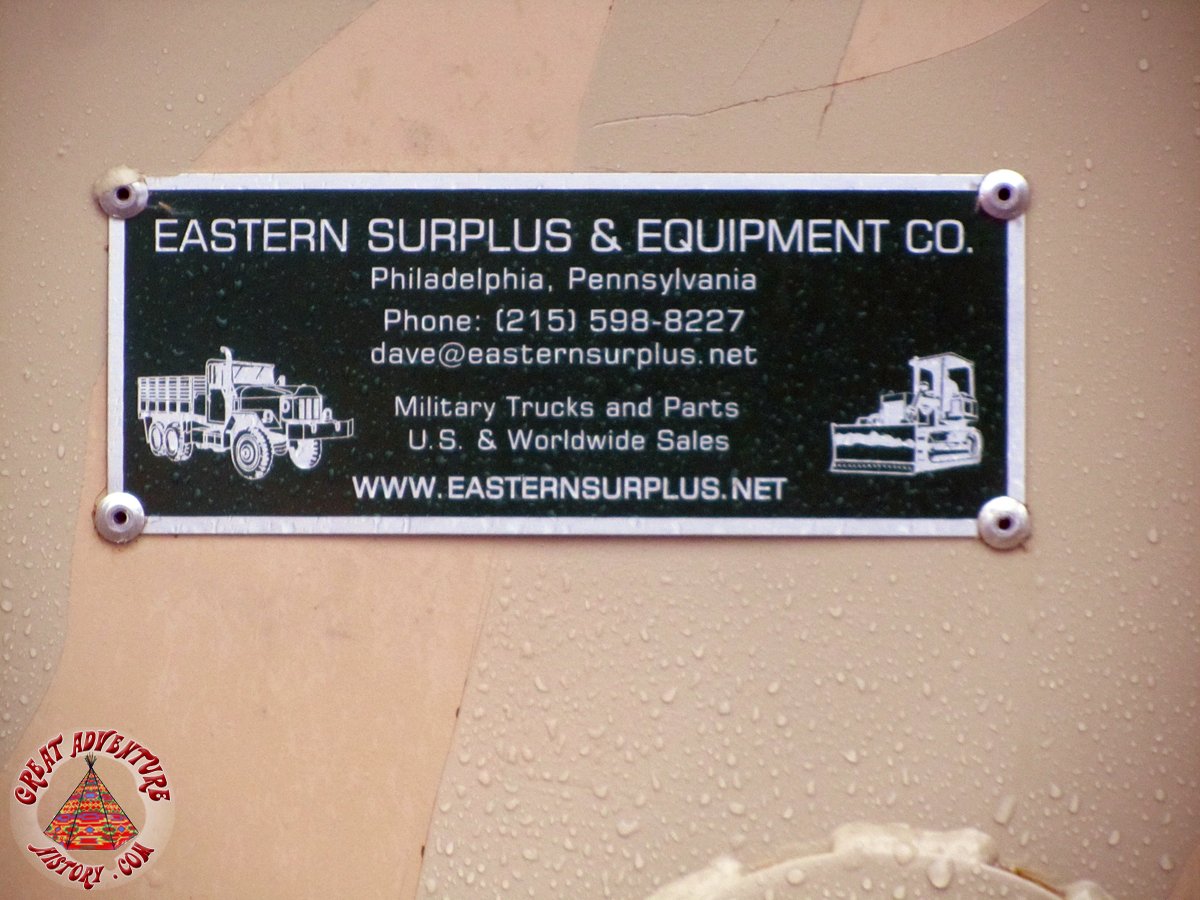 EASTERN SURPLUS & EQUIPMENT CO.
Philadelphia, Pennsylvania
Phone: (215) 598-8227
dave@easternsurplus.net
Military Trucks and Parts
U.S. & Worldwide Sales
WWW.EASTERNSURPLUS.NET
GREAT ADVENTURE
HISTORY.COM